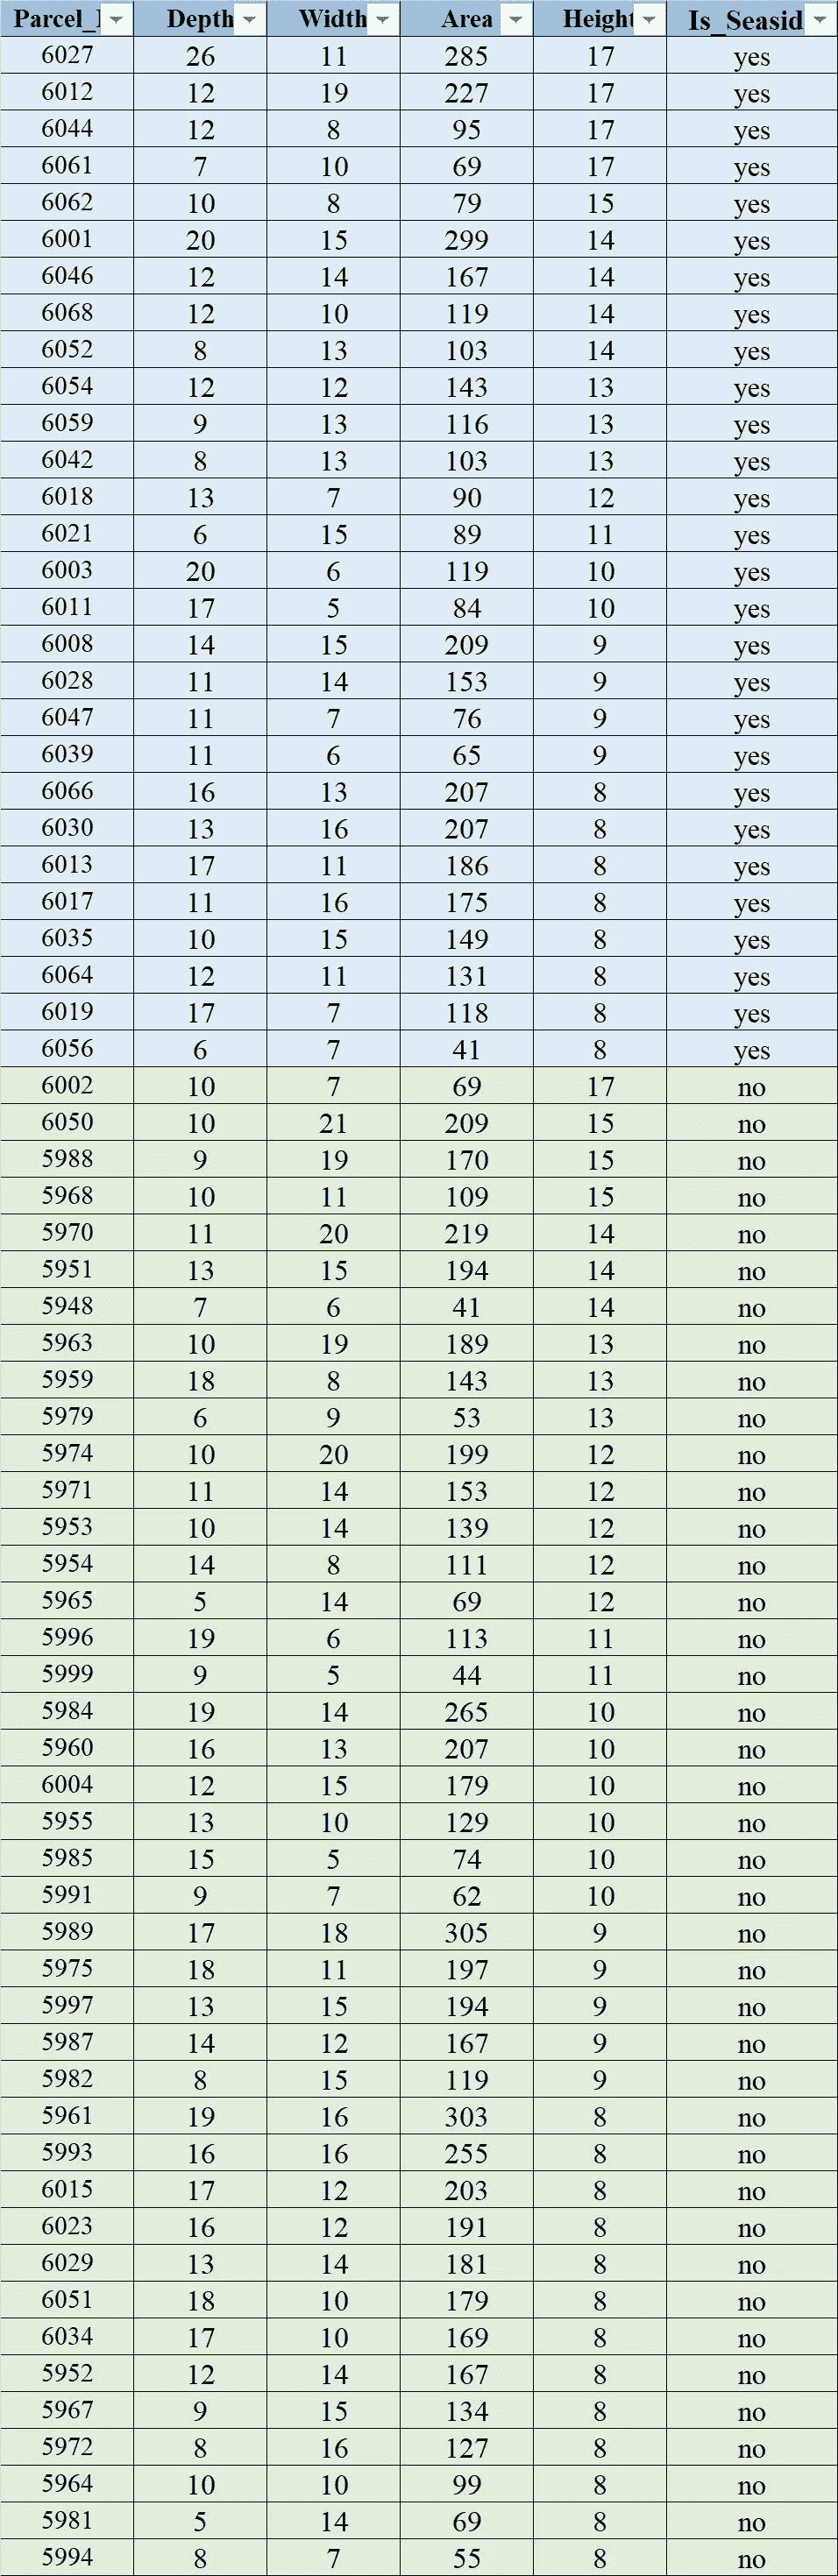 Parcel_I Depth Width Area Height Is_Seasid
6027 26 11 285 17 yes
6012 12 19 227 17 yes
6044 12 8 95 17 yes
6061 7 10 69 17 yes
6062 10 8 79 15 yes
6001 20 15 299 14 yes
6046 12 14 167 14 yes
6068 12 10 119 14 yes
6052 8 13 103 14 yes
6054 12 12 143 13 yes
6059 9 13 116 13 yes
6042 8 13 103 13 yes
6018 13 7 90 12 yes
6021 6 15 89 11 yes
6003 20 6 119 10 yes
6011 17 5 84 10 yes
6008 14 15 209 9 yes
6028 11 14 153 9 yes
6047 11 7 76 9 yes
6039 11 6 65 9 yes
6066 16 13 207 8 yes
6030 13 16 207 8 yes
6013 17 11 186 8 yes
6017 11 16 175 8 yes
6035 10 15 149 8 yes
6064 12 11 131 8 yes
6019 17 7 118 8 yes
6056 6 7 41 8 yes
6002 10 7 69 17 no
6050 10 21 209 15 no
5988 9 19 170 15 no
5968 10 11 109 15 no
5970 11 20 219 14 no
5951 13 15 194 14 no
5948 7 6 41 14 no
5963 10 19 189 13 no
5959 18 8 143 13 no
5979 6 9 53 13 no
5974 10 20 199 12 no
5971 11 14 153 12 no
5953 10 14 139 12 no
5954 14 8 111 12 no
5965 5 14 69 12 no
5996 19 6 113 11 no
5999 9 5 44 11 no
5984 19 14 265 10 no
5960 16 13 207 10 no
6004 12 15 179 10 no
5955 13 10 129 10 no
5985 15 5 74 10 no
5991 9 7 62 10 no
5989 17 18 305 9 no
5975 18 11 197 9 no
5997 13 15 194 9 no
5987 14 12 167 9 no
5982 8 15 119 9 no
5961 19 16 303 8 no
5993 16 16 255 8 no
6015 17 12 203 8 no
6023 16 12 191 8 no
6029 13 14 181 8 no
6051 18 10 179 8 no
6034 17 10 169 8 no
5952 12 14 167 8 no
5967 9 15 134 8 no
5972 8 16 127 8 no
5964 10 10 99 8 no
5981 5 14 69 8 no
5994 8 7 55 8 no